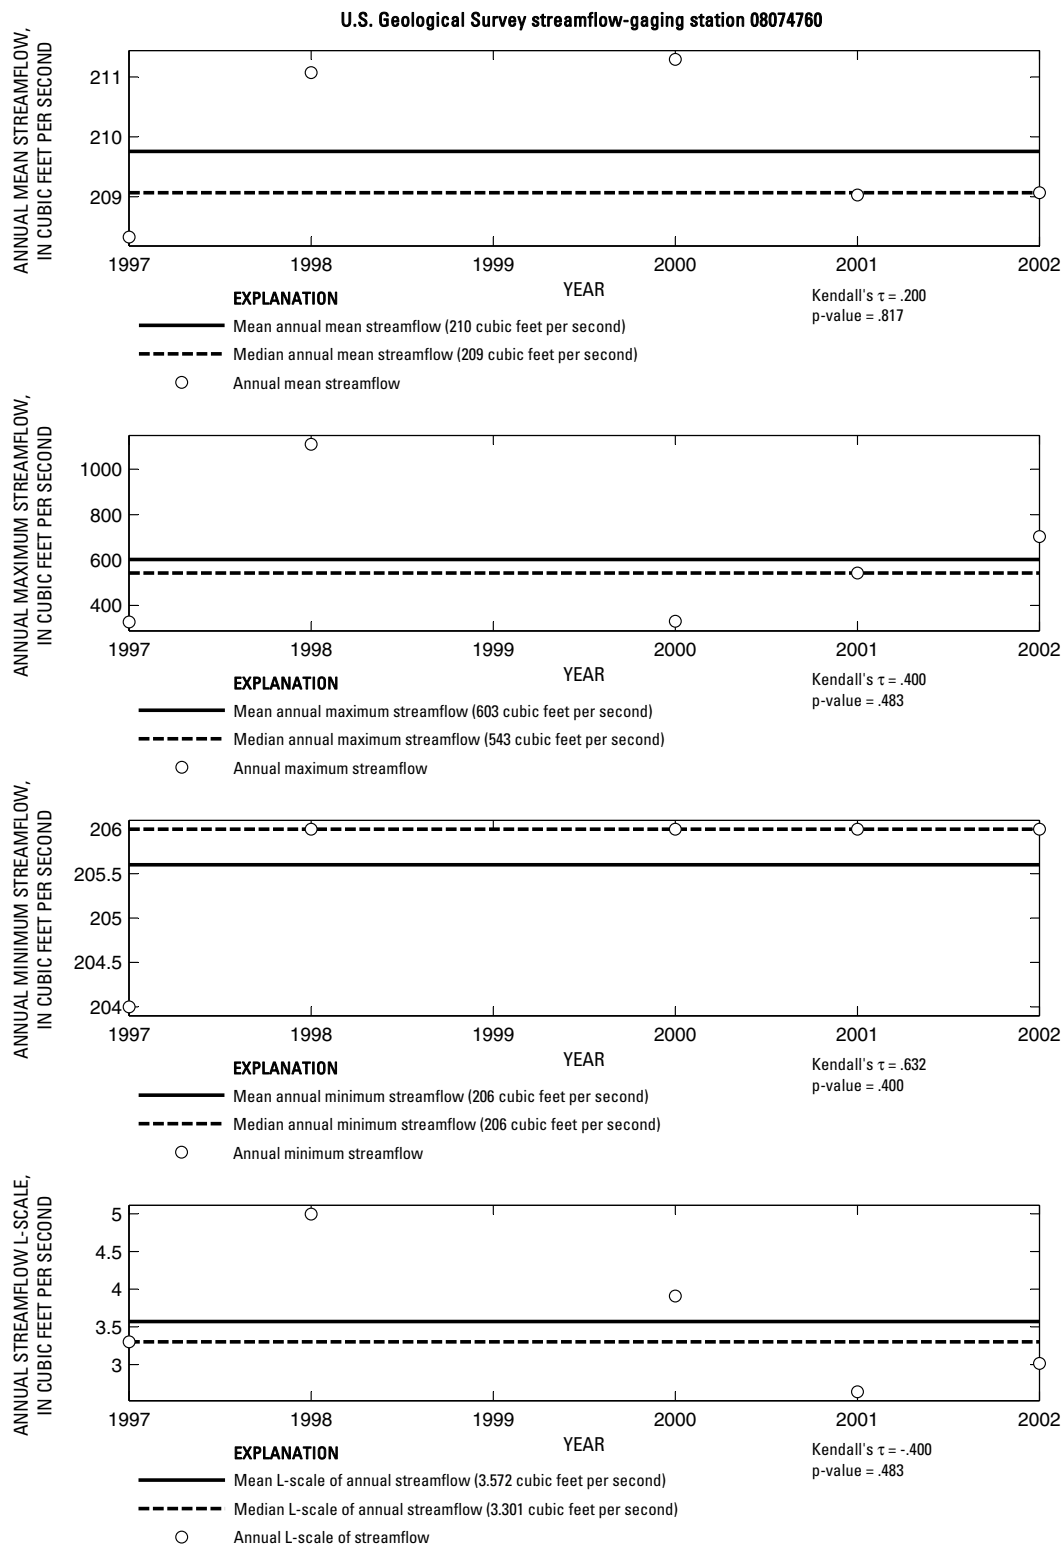 U.S. Geological Survey streamflow-gaging station 08074760
ANNUAL MEAN STREAMFLOW,
IN CUBIC FEET PER SECOND
211
210
209
1997 1998 1999 2000 2001 2002
YEAR
Kendall's τ = .200
p-value = .817
EXPLANATION
Mean annual mean streamflow (210 cubic feet per second)
Median annual mean streamflow (209 cubic feet per second)
Annual mean streamflow
ANNUAL MAXIMUM STREAMFLOW,
IN CUBIC FEET PER SECOND
1000
800
600
400
1997 1998 1999 2000 2001 2002
YEAR
Kendall's τ = .400
p-value = .483
EXPLANATION
Mean annual maximum streamflow (603 cubic feet per second)
Median annual maximum streamflow (543 cubic feet per second)
Annual maximum streamflow
ANNUAL MINIMUM STREAMFLOW,
IN CUBIC FEET PER SECOND
206
205.5
205
204.5
204
1997 1998 1999 2000 2001 2002
YEAR
Kendall's τ = .632
p-value = .400
EXPLANATION
Mean annual minimum streamflow (206 cubic feet per second)
Median annual minimum streamflow (206 cubic feet per second)
Annual minimum streamflow
ANNUAL STREAMFLOW L-SCALE,
IN CUBIC FEET PER SECOND
5
4.5
4
3.5
3
1997 1998 1999 2000 2001 2002
YEAR
Kendall's τ = -.400
p-value = .483
EXPLANATION
Mean L-scale of annual streamflow (3.572 cubic feet per second)
Median L-scale of annual streamflow (3.301 cubic feet per second)
Annual L-scale of streamflow